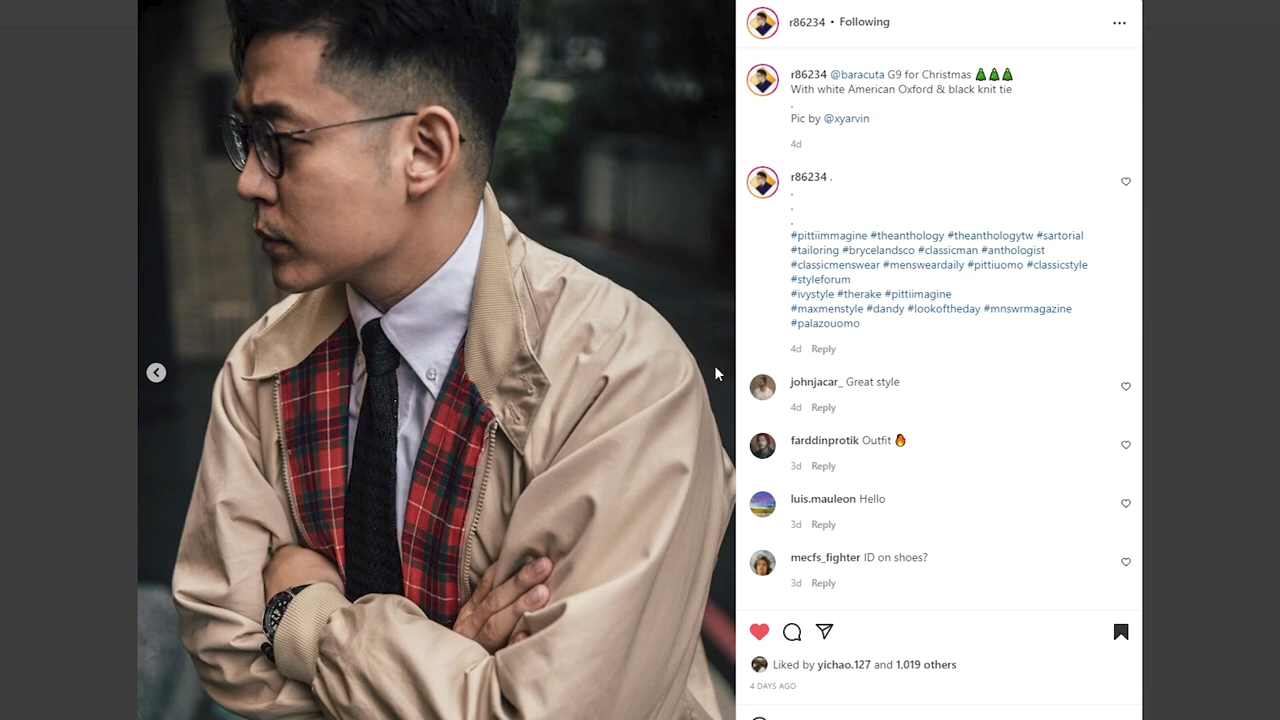 r86234 • Following
r86234 @baracuta G9 for Christmas 🎄🎄🎄
With white American Oxford & black knit tie
.
Pic by @xyarvin
4d
r86234 .
.
.
.
#pittiimmagine #theanthology #theanthologytw #sartorial
#tailoring #brycelandsco #classicman #anthologist
#classicmenswear #mensweardaily #pittiuomo #classicstyle
#styleforum
#ivystyle #therake #pittiimagine
#maxmenstyle #dandy #lookoftheday #mnswrmagazine
#palazouomo
4d Reply
johnjacar_ Great style
4d Reply
farddinprotik Outfit 🔥
3d Reply
luis.mauleon Hello
3d Reply
mecfs_fighter ID on shoes?
3d Reply
Liked by yichao.127 and 1,019 others
4 DAYS AGO